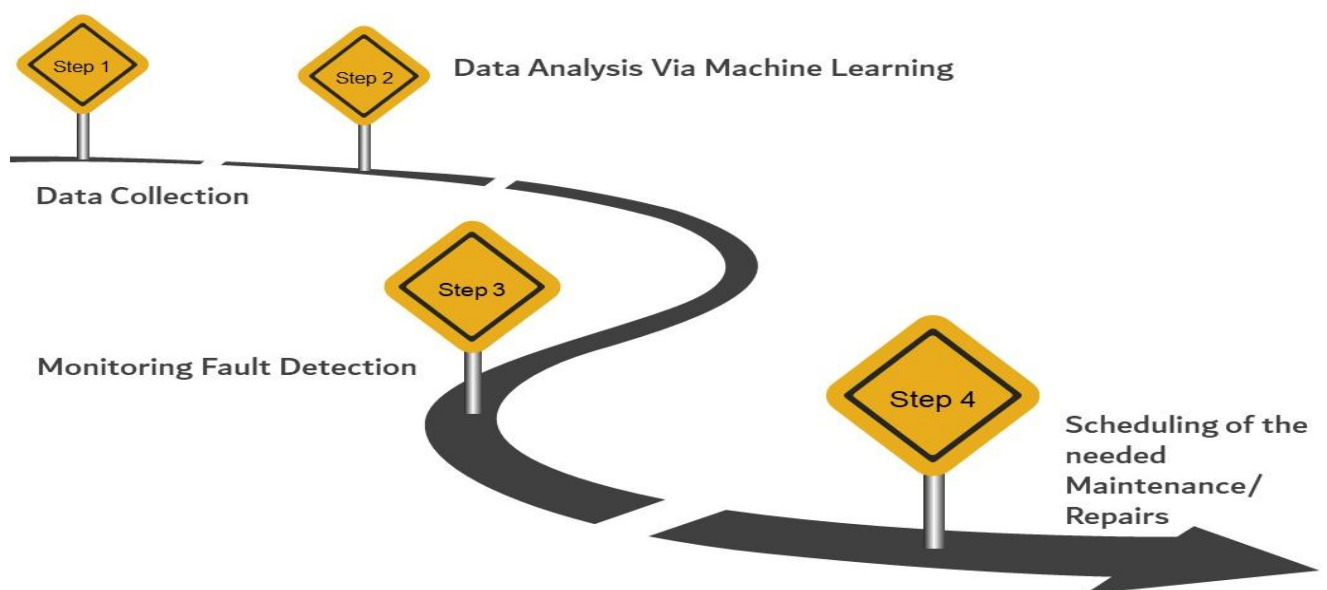 Step 1
Data Collection
Step 2
Data Analysis Via Machine Learning
Step 3
Monitoring Fault Detection
Step 4
Scheduling of the
needed
Maintenance/
Repairs